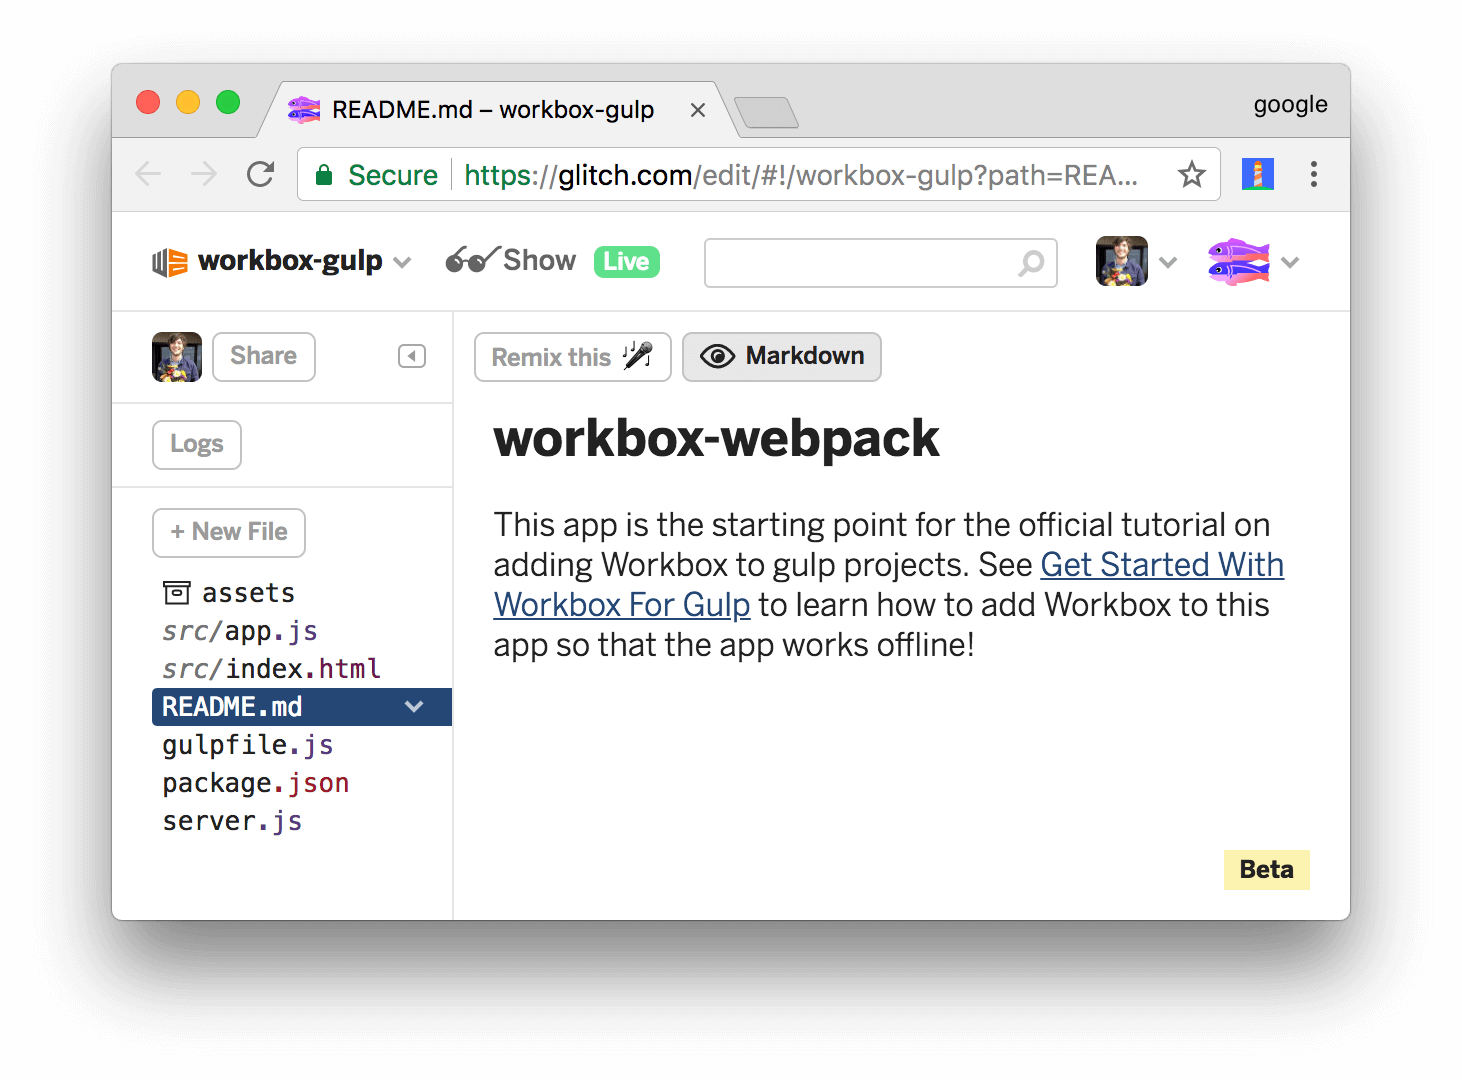 README.md – workbox-gulp
google
Secure https://glitch.com/edit/#!/workbox-gulp?path=REA...
workbox-gulp Show Live
Share
Remix this Markdown
Logs
+ New File
assets
src/app.js
src/index.html
README.md
gulpfile.js
package.json
server.js
workbox-webpack
This app is the starting point for the official tutorial on
adding Workbox to gulp projects. See Get Started With
Workbox For Gulp to learn how to add Workbox to this
app so that the app works offline!
Beta